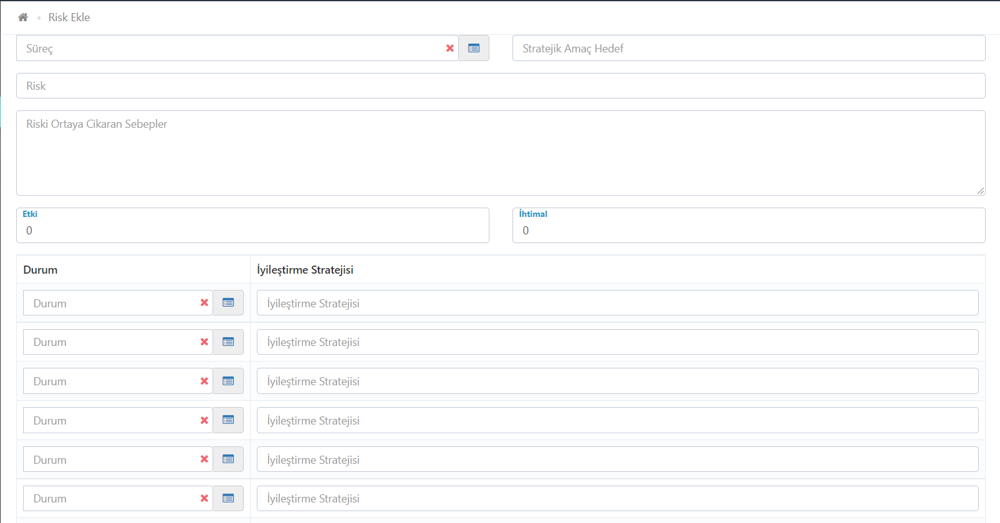 Risk Ekle
Süreç
Stratejik Amaç Hedef
Risk
Riski Ortaya Cikaran Sebepler
Etki
0
İhtimal
0
Durum
İyileştirme Stratejisi
Durum
İyileştirme Stratejisi
Durum
İyileştirme Stratejisi
Durum
İyileştirme Stratejisi
Durum
İyileştirme Stratejisi
Durum
İyileştirme Stratejisi
Durum
İyileştirme Stratejisi